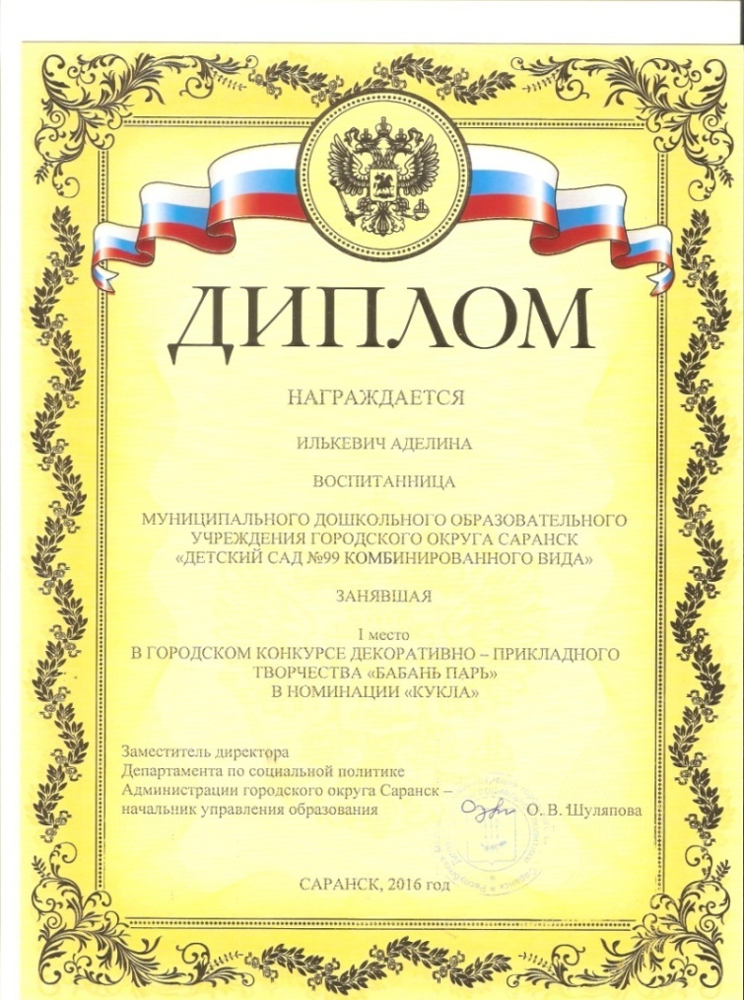 ДИПЛОМ
НАГРАЖДАЕТСЯ
ИЛЬКЕВИЧ АДЕЛИНА
ВОСПИТАННИЦА
МУНИЦИПАЛЬНОГО ДОШКОЛЬНОГО ОБРАЗОВАТЕЛЬНОГО
УЧРЕЖДЕНИЯ ГОРОДСКОГО ОКРУГА САРАНСК
«ДЕТСКИЙ САД №99 КОМБИНИРОВАННОГО ВИДА»
ЗАНЯВШАЯ
I место
В ГОРОДСКОМ КОНКУРСЕ ДЕКОРАТИВНО – ПРИКЛАДНОГО
ТВОРЧЕСТВА «БАБАНЬ ПАРЬ»
В НОМИНАЦИИ «КУКЛА»
Заместитель директора
Департамента по социальной политике
Администрации городского округа Саранск –
начальник управления образования О. В. Шуляпова
САРАНСК, 2016 год